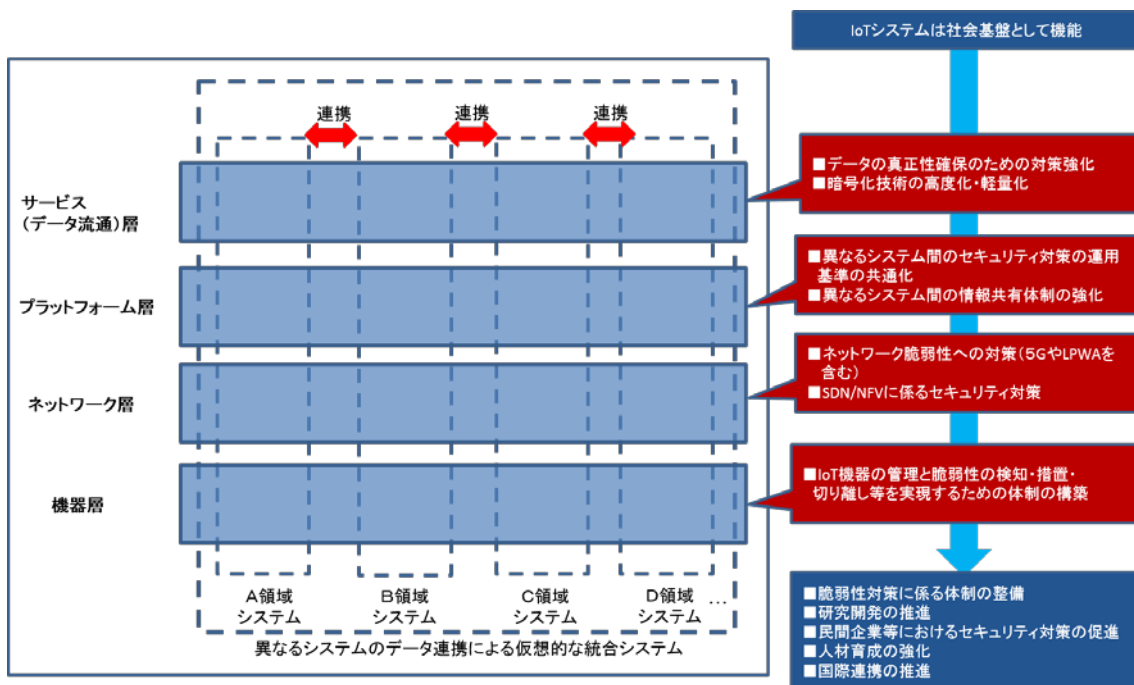 IoTシステムは社会基盤として機能
連携
連携
連携
サービス
(データ流通)層
プラットフォーム層
ネットワーク層
機器層
A領域
システム
B領域
システム
C領域
システム
D領域
システム
…
異なるシステムのデータ連携による仮想的な統合システム
■データの真正性確保のための対策強化
■暗号化技術の高度化・軽量化
■異なるシステム間のセキュリティ対策の運用
基準の共通化
■異なるシステム間の情報共有体制の強化
■ネットワーク脆弱性への対策(5GやLPWAを
含む)
■SDN/NFVに係るセキュリティ対策
■IoT機器の管理と脆弱性の検知・措置・
切り離し等を実現するための体制の構築
■脆弱性対策に係る体制の整備
■研究開発の推進
■民間企業等におけるセキュリティ対策の促進
■人材育成の強化
■国際連携の推進